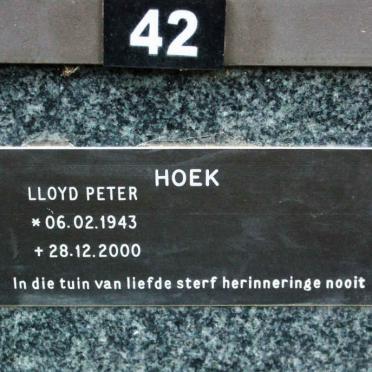 42
HOEK
LLOYD PETER
* 06.02.1943
+ 28.12.2000
In die tuin van liefde sterf herinneringe nooit